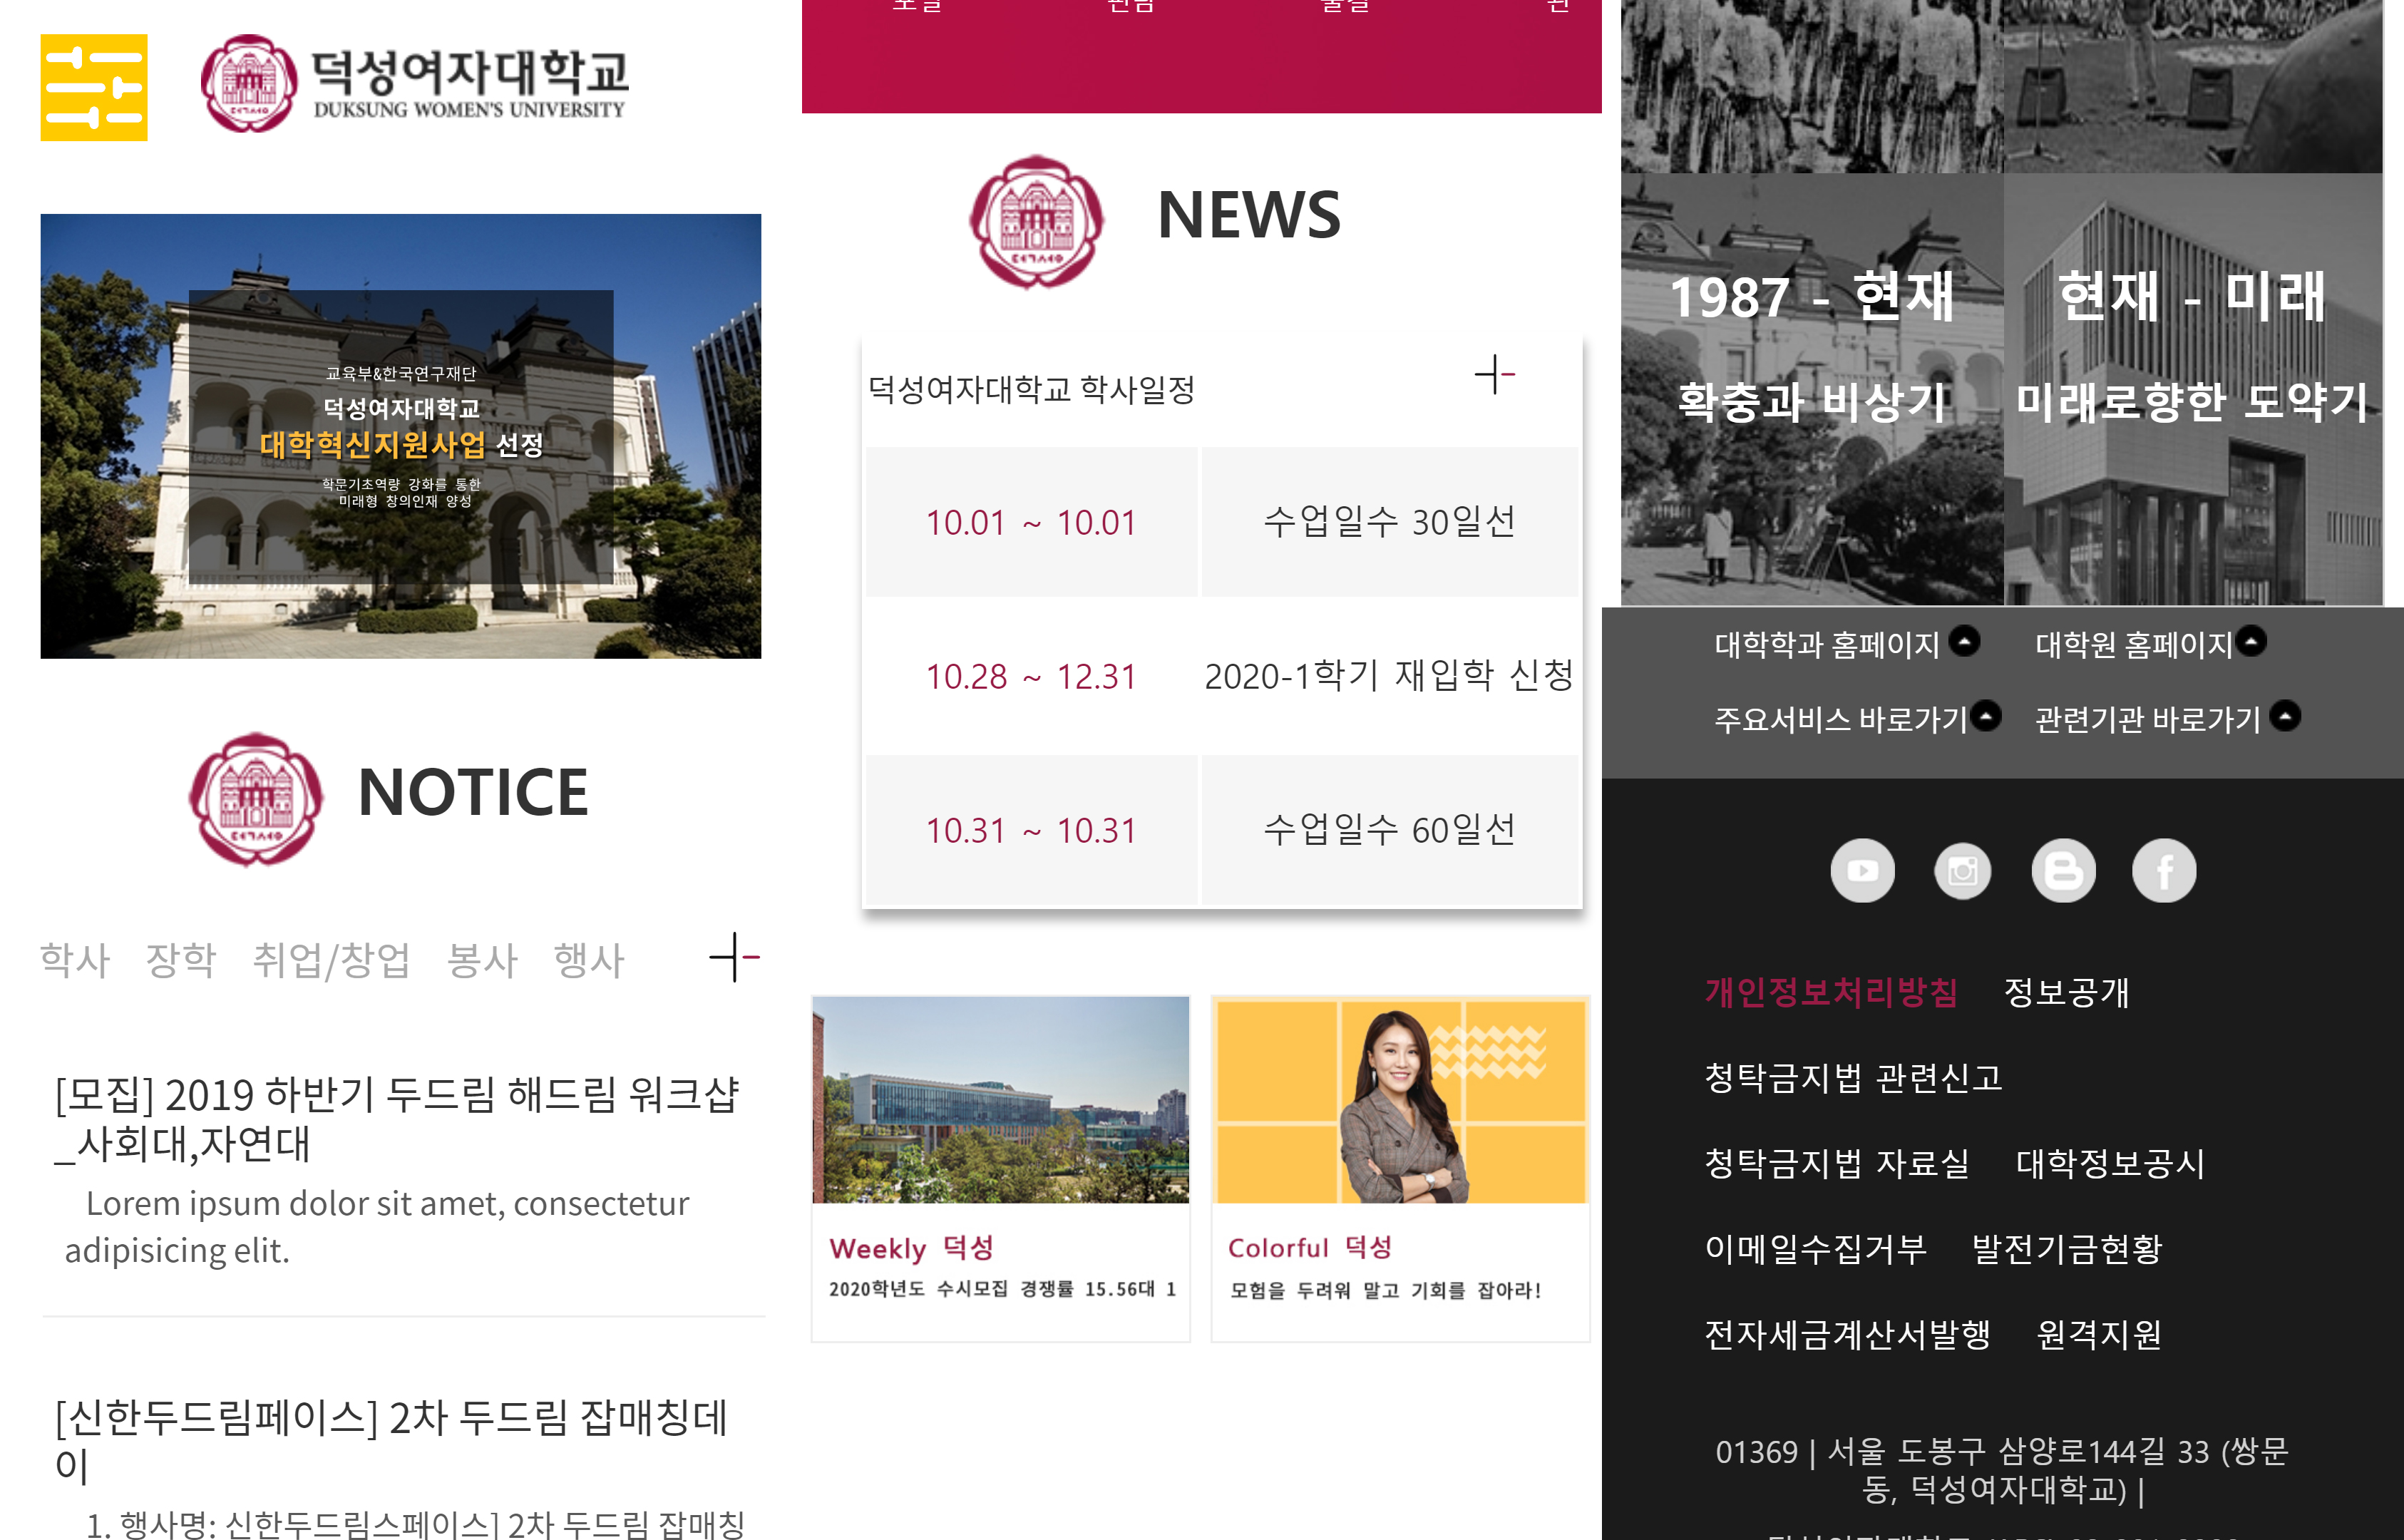 덕성여자대학교
DUKSUNG WOMEN'S UNIVERSITY
교육부&한국연구재단
덕성여자대학교
대학혁신지원사업 선정
학문기초역량 강화를 통한
미래형 창의인재 양성
NOTICE
학사 장학 취업/창업 봉사 행사
[모집] 2019 하반기 두드림 해드림 워크샵
_사회대,자연대
Lorem ipsum dolor sit amet, consectetur
adipisicing elit.
[신한두드림페이스] 2차 두드림 잡매칭데
이
1. 행사명: 신한두드림스페이스] 2차 두드림 잡매칭
NEWS
덕성여자대학교 학사일정
10.01 ~ 10.01 수업일수 30일선
10.28 ~ 12.31 2020-1학기 재입학 신청
10.31 ~ 10.31 수업일수 60일선
Weekly 덕성
2020학년도 수시모집 경쟁률 15.56대 1
Colorful 덕성
모험을 두려워 말고 기회를 잡아라!
1987 - 현재
확충과 비상기
현재 - 미래
미래로향한 도약기
대학학과 홈페이지 대학원 홈페이지
주요서비스 바로가기 관련기관 바로가기
개인정보처리방침 정보공개
청탁금지법 관련신고
청탁금지법 자료실 대학정보공시
이메일수집거부 발전기금현황
전자세금계산서발행 원격지원
01369 | 서울 도봉구 삼양로144길 33 (쌍문
동, 덕성여자대학교) |